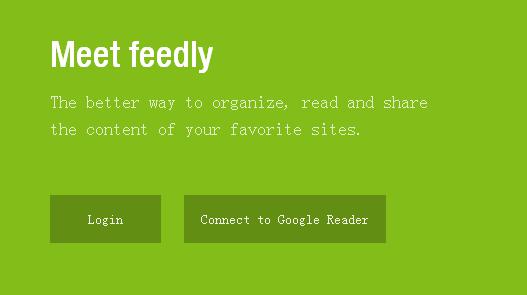 Meet feedly
The better way to organize, read and share
the content of your favorite sites.
Login
Connect to Google Reader